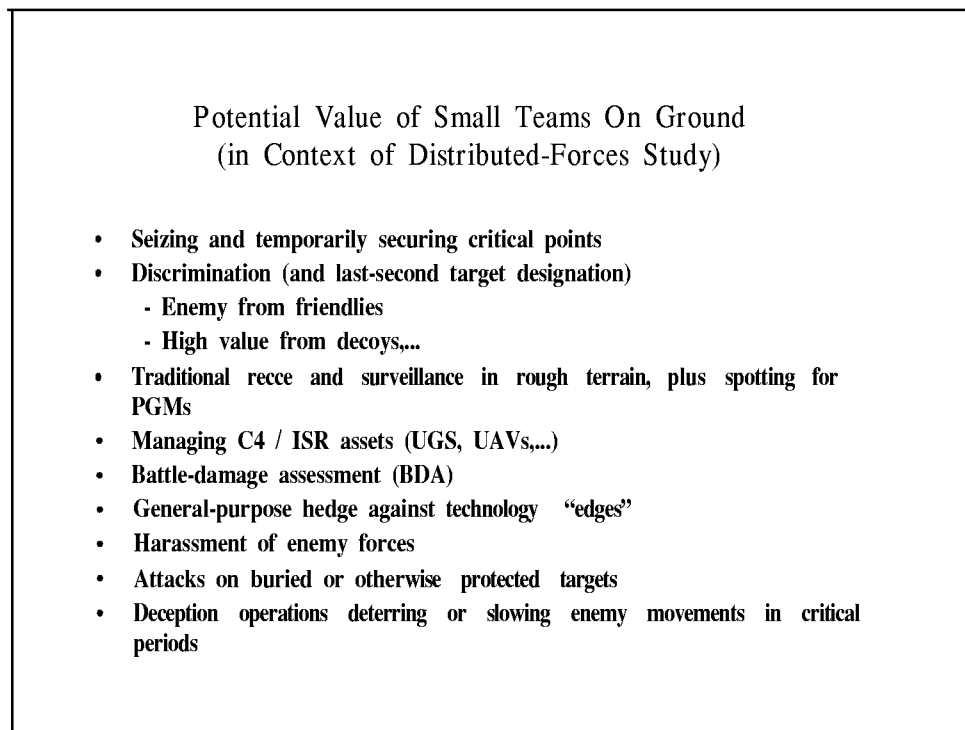 Potential Value of Small Teams On Ground
(in Context of Distributed-Forces Study)
• Seizing and temporarily securing critical points
• Discrimination (and last-second target designation)
- Enemy from friendlies
- High value from decoys,...
• Traditional recce and surveillance in rough terrain, plus spotting for
PGMs
• Managing C4 / ISR assets (UGS, UAVs,...)
• Battle-damage assessment (BDA)
• General-purpose hedge against technology “edges”
• Harassment of enemy forces
• Attacks on buried or otherwise protected targets
• Deception operations deterring or slowing enemy movements in critical
periods